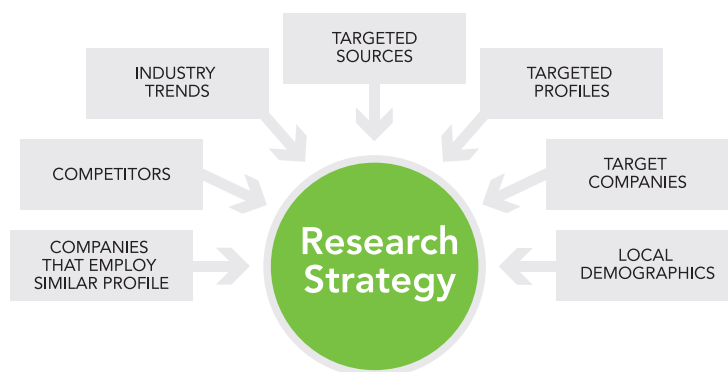 TARGETED
SOURCES
INDUSTRY
TRENDS
TARGETED
PROFILES
COMPETITORS
TARGET
COMPANIES
COMPANIES
THAT EMPLOY
SIMILAR PROFILE
Research
Strategy
LOCAL
DEMOGRAPHICS